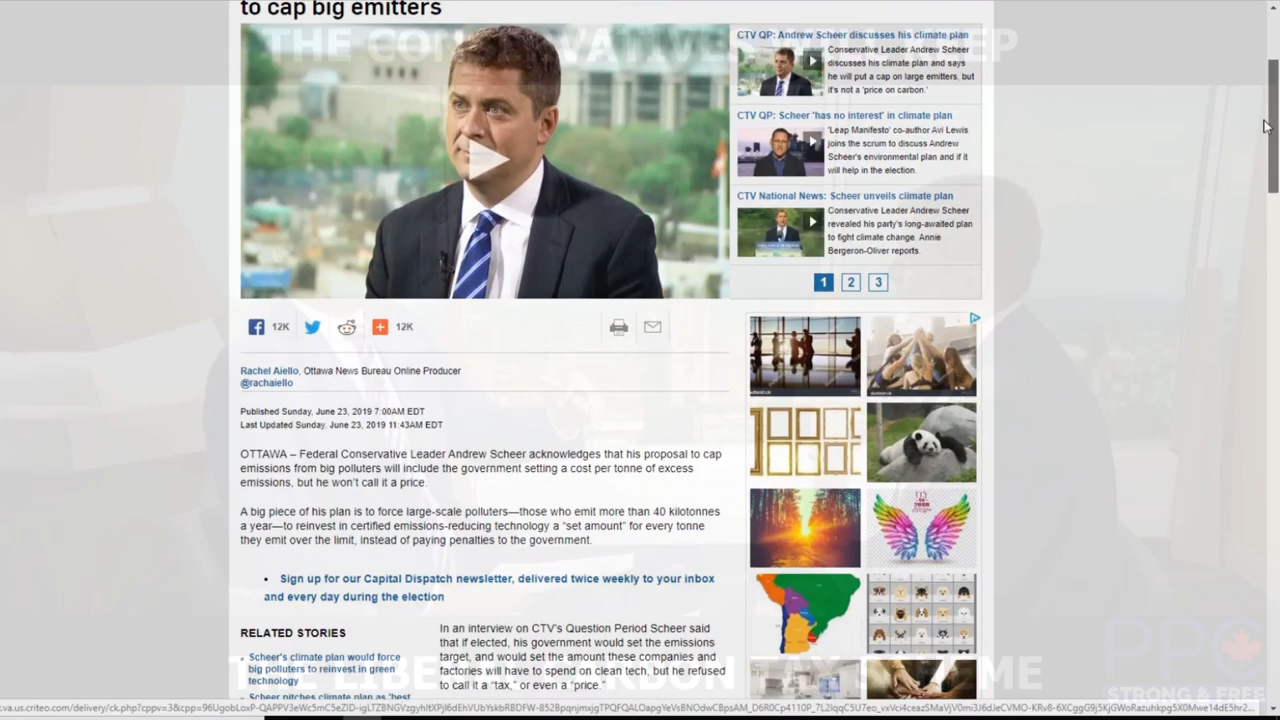 to cap big emitters
THE CONSERVATIVES
CTV QP: Andrew Scheer discusses his climate plan
Conservative Leader Andrew Scheer
discusses his climate plan and says
he will put a cap on large emitters, but
it's not a 'price on carbon.'
CTV QP: Scheer 'has no interest' in climate plan
'Leap Manifesto' co-author Avi Lewis
joins the scrum to discuss Andrew
Scheer's environmental plan and if it
will help in the election.
CTV National News: Scheer unveils climate plan
Conservative Leader Andrew Scheer
revealed his party's long-awaited plan
to fight climate change. Annie
Bergeron-Oliver reports.
1 2 3
12K
12K
Rachel Aiello, Ottawa News Bureau Online Producer
@rachaiello
Published Sunday, June 23, 2019 7:00AM EDT
Last Updated Sunday, June 23, 2019 11:43AM EDT
OTTAWA – Federal Conservative Leader Andrew Scheer acknowledges that his proposal to cap
emissions from big polluters will include the government setting a cost per tonne of excess
emissions, but he won't call it a price.
A big piece of his plan is to force large-scale polluters—those who emit more than 40 kilotonnes
a year—to reinvest in certified emissions-reducing technology a "set amount" for every tonne
they emit over the limit, instead of paying penalties to the government.
• Sign up for our Capital Dispatch newsletter, delivered twice weekly to your inbox
and every day during the election
RELATED STORIES
Scheer's climate plan would force
big polluters to reinvest in green
technology
Scheer pitches climate plan as 'best
In an interview on CTV's Question Period Scheer said
that if elected, his government would set the emissions
target, and would set the amount these companies and
factories will have to spend on clean tech, but he refused
to call it a "tax," or even a "price."
STRONG & FREE